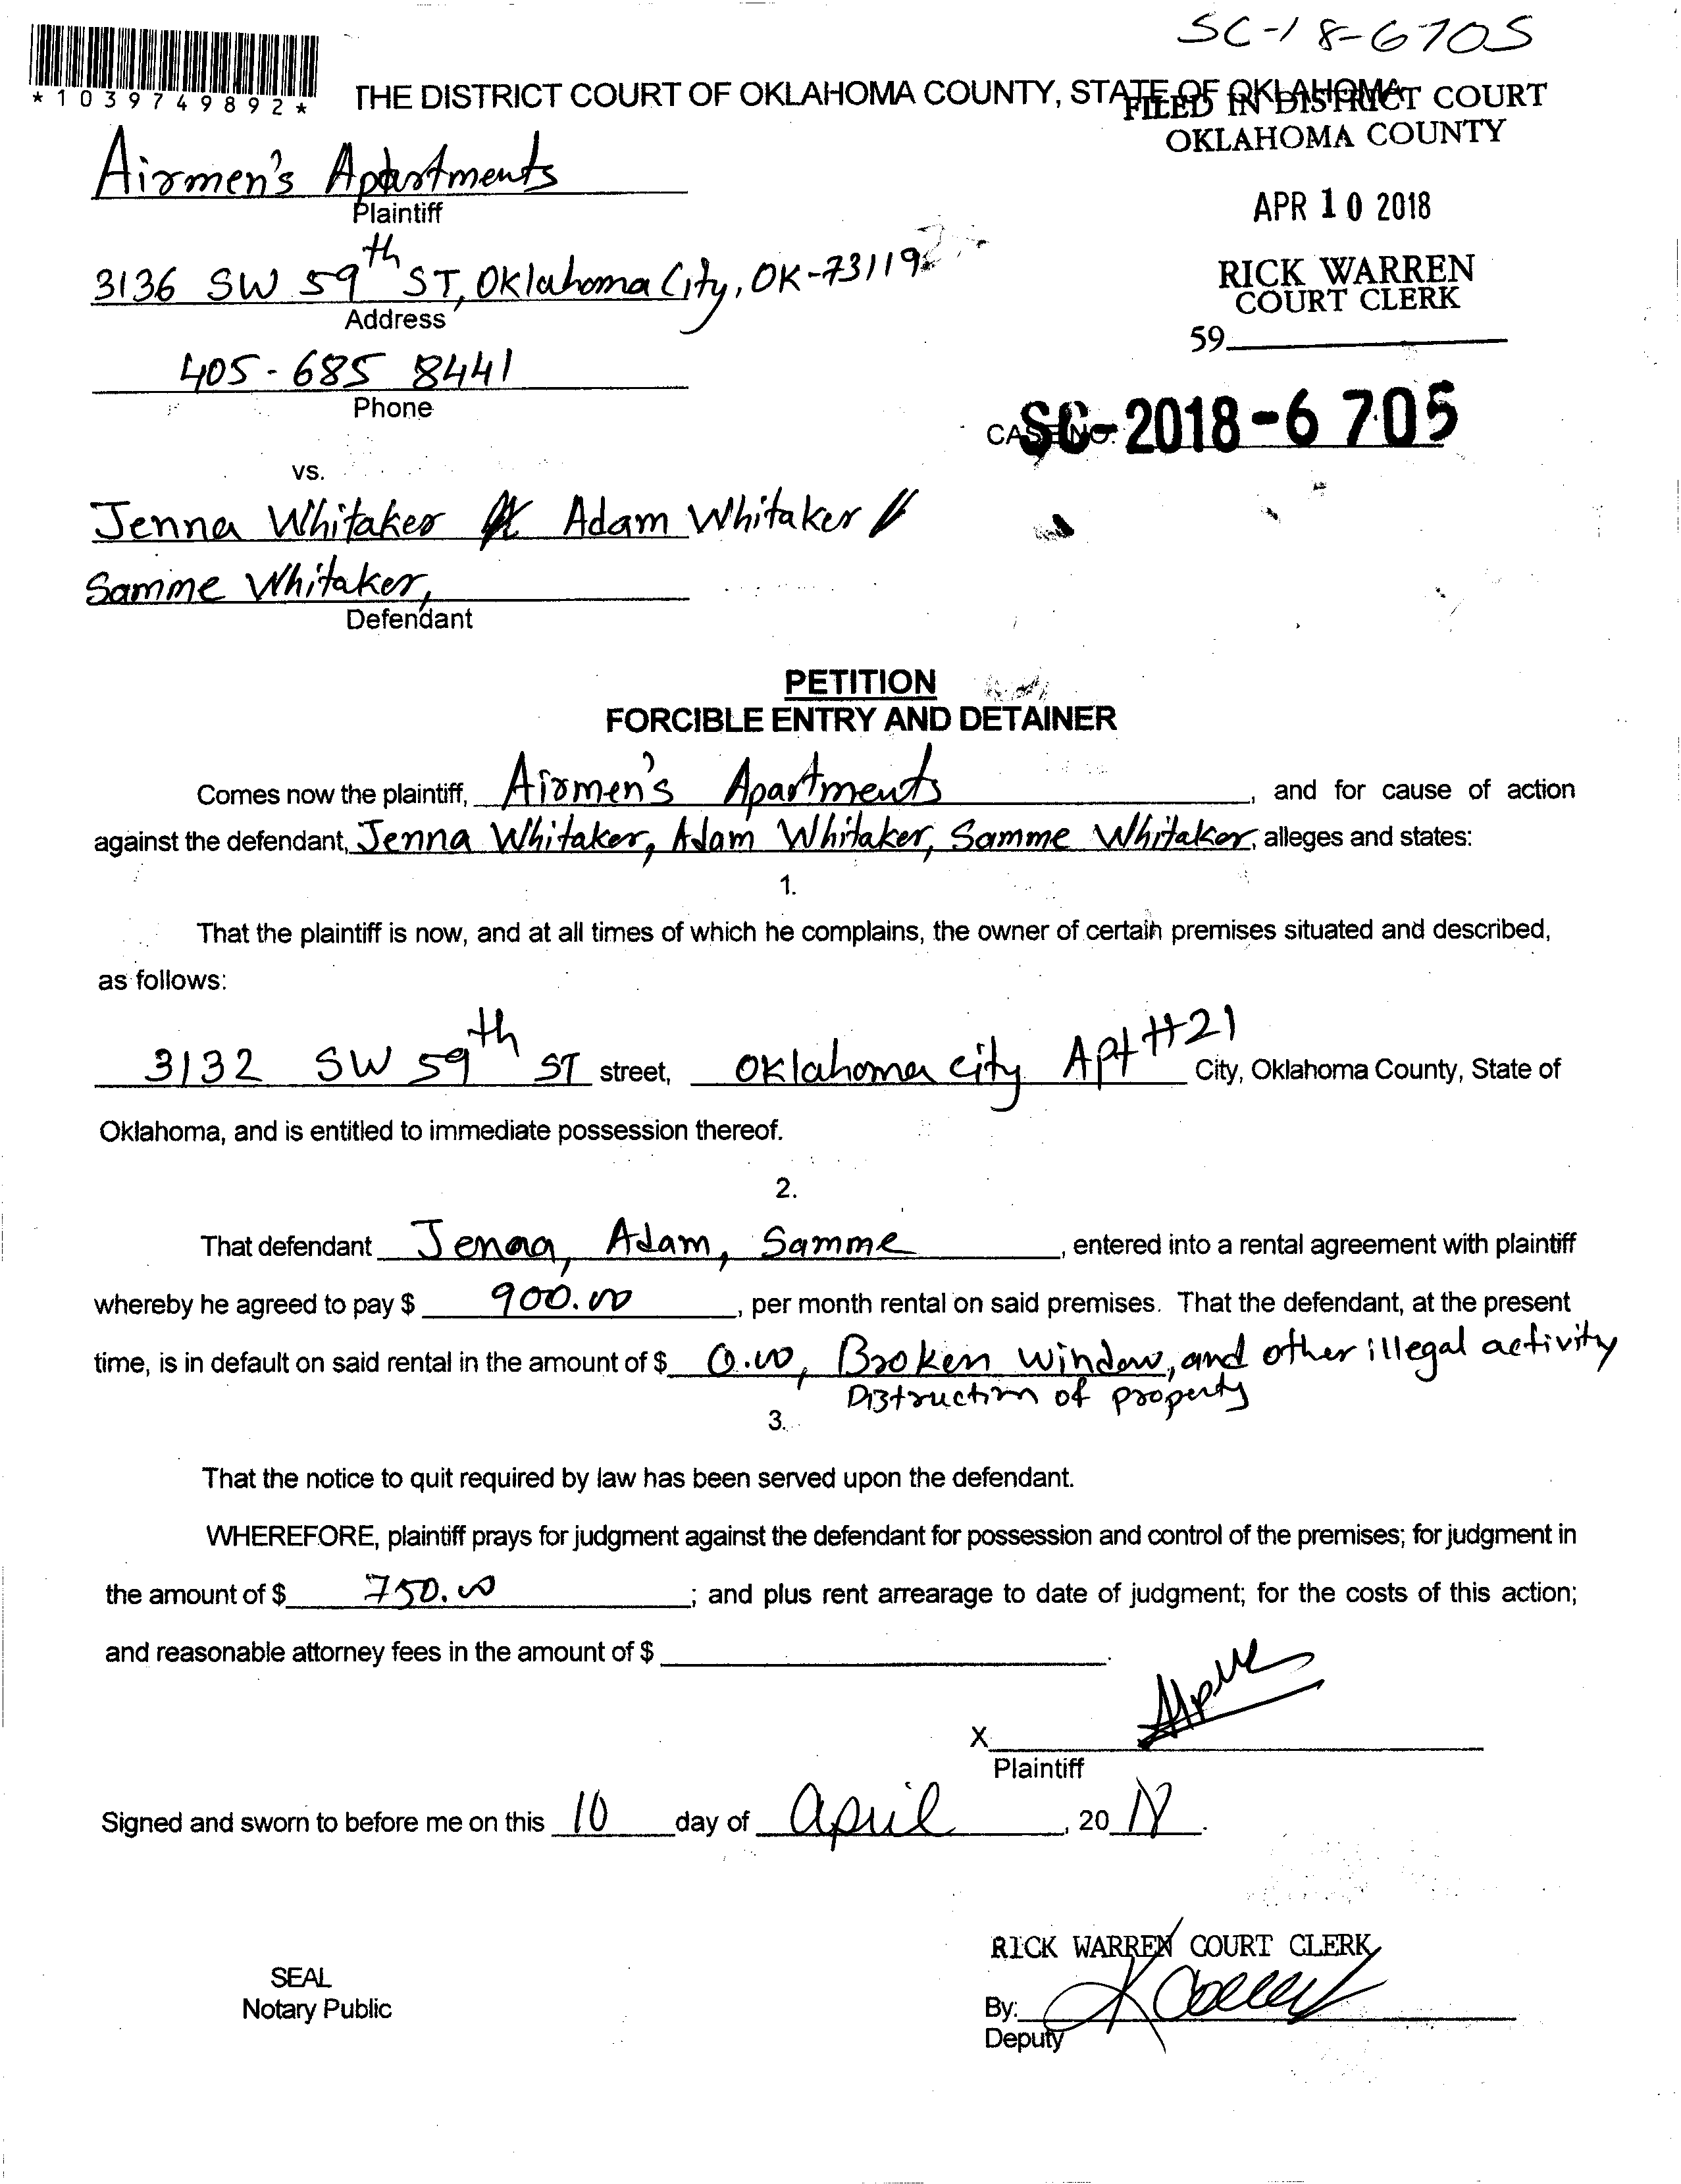 SC-18-6705
*1039749892*
THE DISTRICT COURT OF OKLAHOMA COUNTY, STATE OF OKLAHOMA
FILED IN DISTRICT COURT
OKLAHOMA COUNTY
Airmen's Apartments
Plaintiff
APR 10 2018
3136 SW 59th ST, Oklahoma City, OK-73119
Address
RICK WARREN
COURT CLERK
59
405-685 8441
Phone
CASE NO. SC-2018-6705
vs.
Jenna Whitaker Adam Whitaker
Samme Whitaker,
Defendant
PETITION
FORCIBLE ENTRY AND DETAINER
Comes now the plaintiff, Airmen's Apartments, and for cause of action
against the defendant, Jenna Whitaker, Adam Whitaker, Samme Whitaker, alleges and states:
1.
That the plaintiff is now, and at all times of which he complains, the owner of certain premises situated and described,
as follows:
3132 SW 59th ST street, Oklahoma city Apt #21 City, Oklahoma County, State of
Oklahoma, and is entitled to immediate possession thereof.
2.
That defendant Jenna, Adam, Samme, entered into a rental agreement with plaintiff
whereby he agreed to pay $ 900.00, per month rental on said premises. That the defendant, at the present
time, is in default on said rental in the amount of $ 0.00, Broken window, and other illegal activity
Distruction of property
3.
That the notice to quit required by law has been served upon the defendant.
WHEREFORE, plaintiff prays for judgment against the defendant for possession and control of the premises; for judgment in
the amount of $ 750.00; and plus rent arrearage to date of judgment; for the costs of this action;
and reasonable attorney fees in the amount of $ .
X
Plaintiff
Signed and sworn to before me on this 10 day of April, 20 18.
RICK WARREN COURT CLERK
SEAL
Notary Public
By:
Deputy